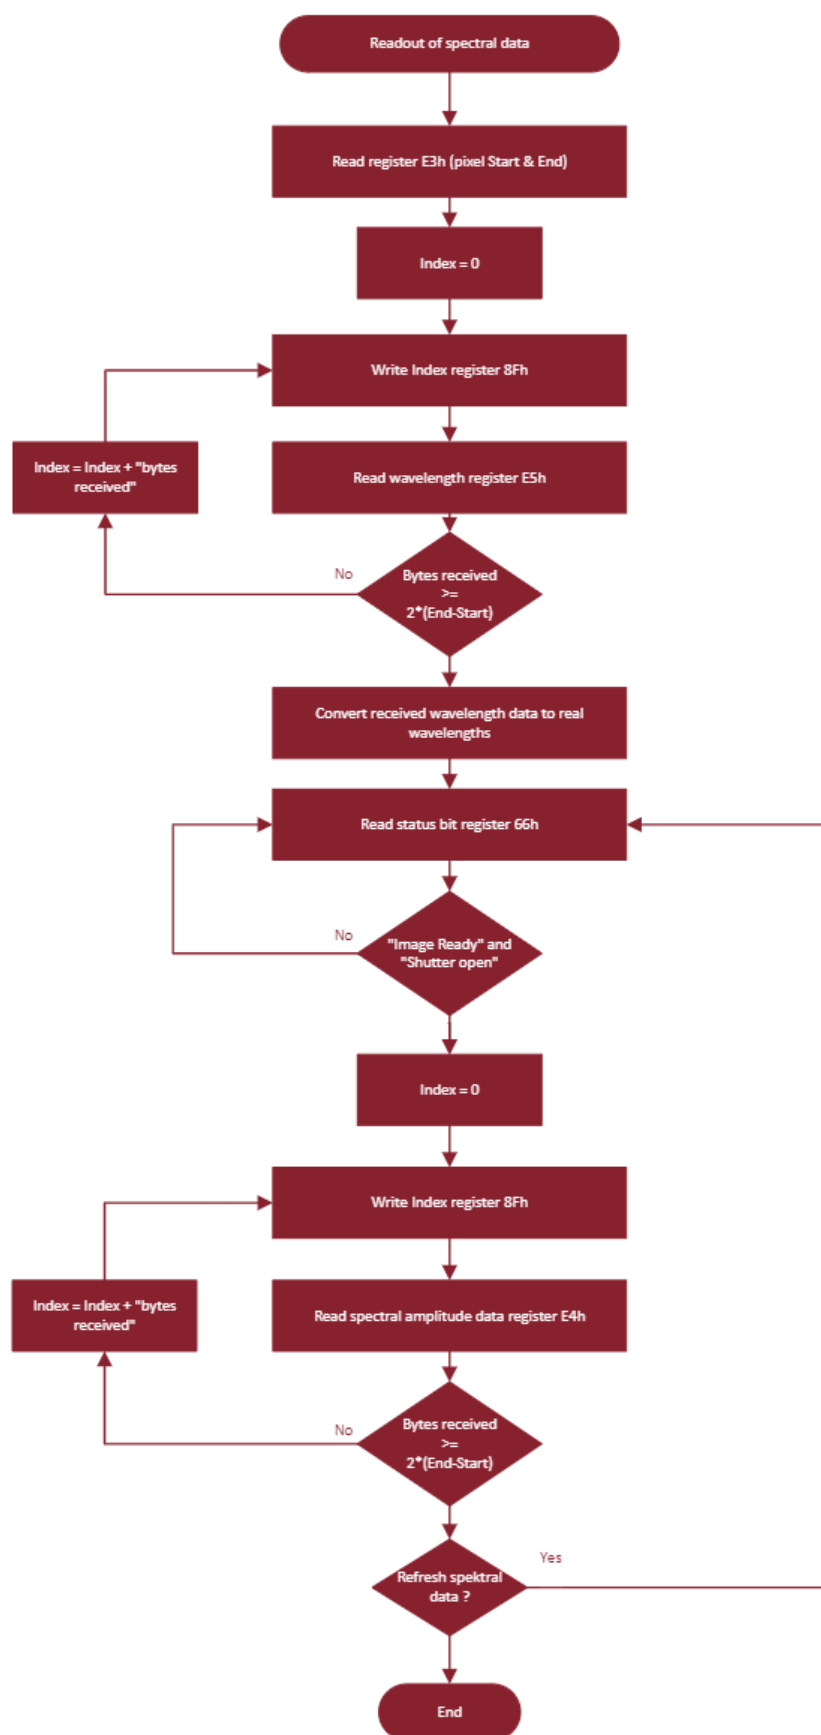 Readout of spectral data
Read register E3h (pixel Start & End)
Index = 0
Write Index register 8Fh
Index = Index + "bytes
received"
Read wavelength register E5h
No
Bytes received
>=
2*(End-Start)
Convert received wavelength data to real
wavelengths
Read status bit register 66h
No
"Image Ready" and
"Shutter open"
Index = 0
Write Index register 8Fh
Index = Index + "bytes
received"
Read spectral amplitude data register E4h
No
Bytes received
>=
2*(End-Start)
Refresh spektral
data ?
Yes
End